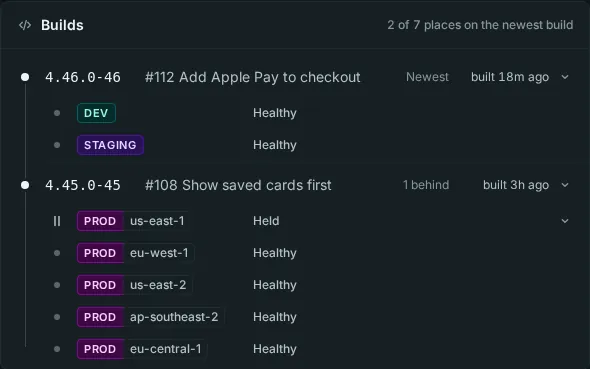 Builds 2 of 7 places on the newest build
4.46.0-46 #112 Add Apple Pay to checkout Newest built 18m ago
DEV Healthy
STAGING Healthy
4.45.0-45 #108 Show saved cards first 1 behind built 3h ago
PROD us-east-1 Held
PROD eu-west-1 Healthy
PROD us-east-2 Healthy
PROD ap-southeast-2 Healthy
PROD eu-central-1 Healthy